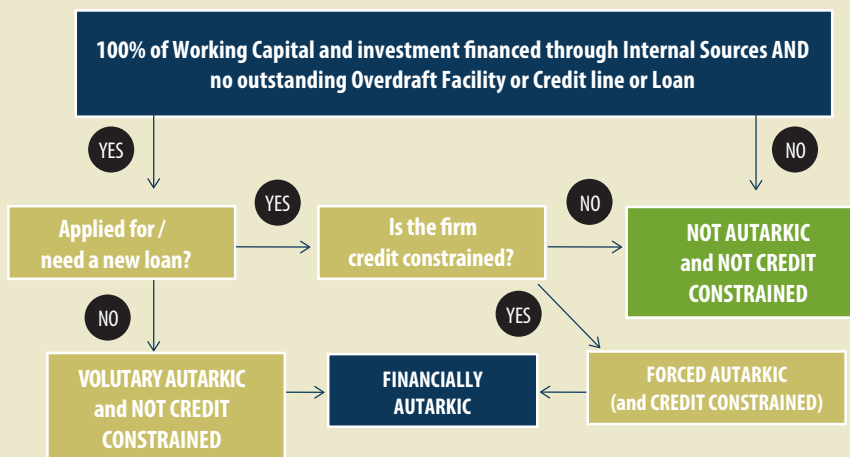 100% of Working Capital and investment financed through Internal Sources AND
no outstanding Overdraft Facility or Credit line or Loan
YES
NO
Applied for /
need a new loan?
YES
Is the firm
credit constrained?
NO
NOT AUTARKIC
and NOT CREDIT
CONSTRAINED
NO
YES
VOLUTARY AUTARKIC
and NOT CREDIT
CONSTRAINED
FINANCIALLY
AUTARKIC
FORCED AUTARKIC
(and CREDIT CONSTRAINED)